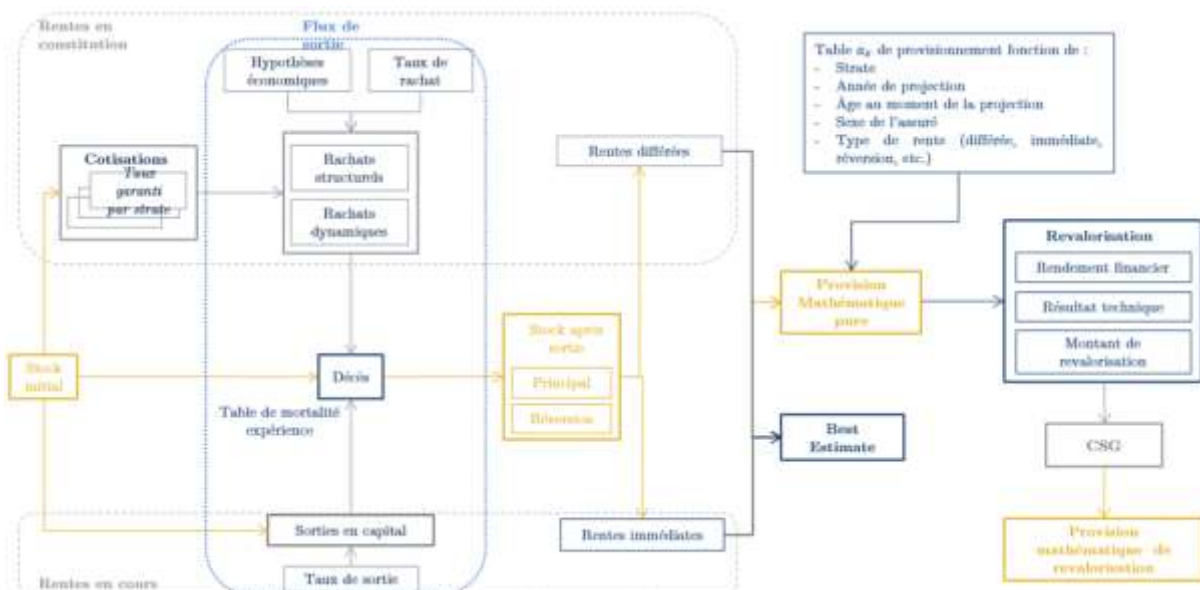 Rentes en
constitution
Flux de
sortie
Hypothèses
économiques
Taux de
rachat
Cotisations
Taux
garanti
par strate
Rachats
structurels
Rachats
dynamiques
Rentes différées
Table de provisionnement fonction de :
- Strate
- Année de projection
- Âge au moment de la projection
- Sexe de l'assuré
- Type de rente (différée, immédiate,
réversion, etc.)
Revalorisation
Rendement financier
Résultat technique
Montant de
revalorisation
Provision
Mathématique
pure
Stock
initial
Décès
Table de mortalité
expérience
Stock après
sortie
Principal
Réversion
Best
Estimate
CSG
Sorties en capital
Rentes immédiates
Provision
mathématique de
revalorisation
Taux de sortie
Rentes en cours